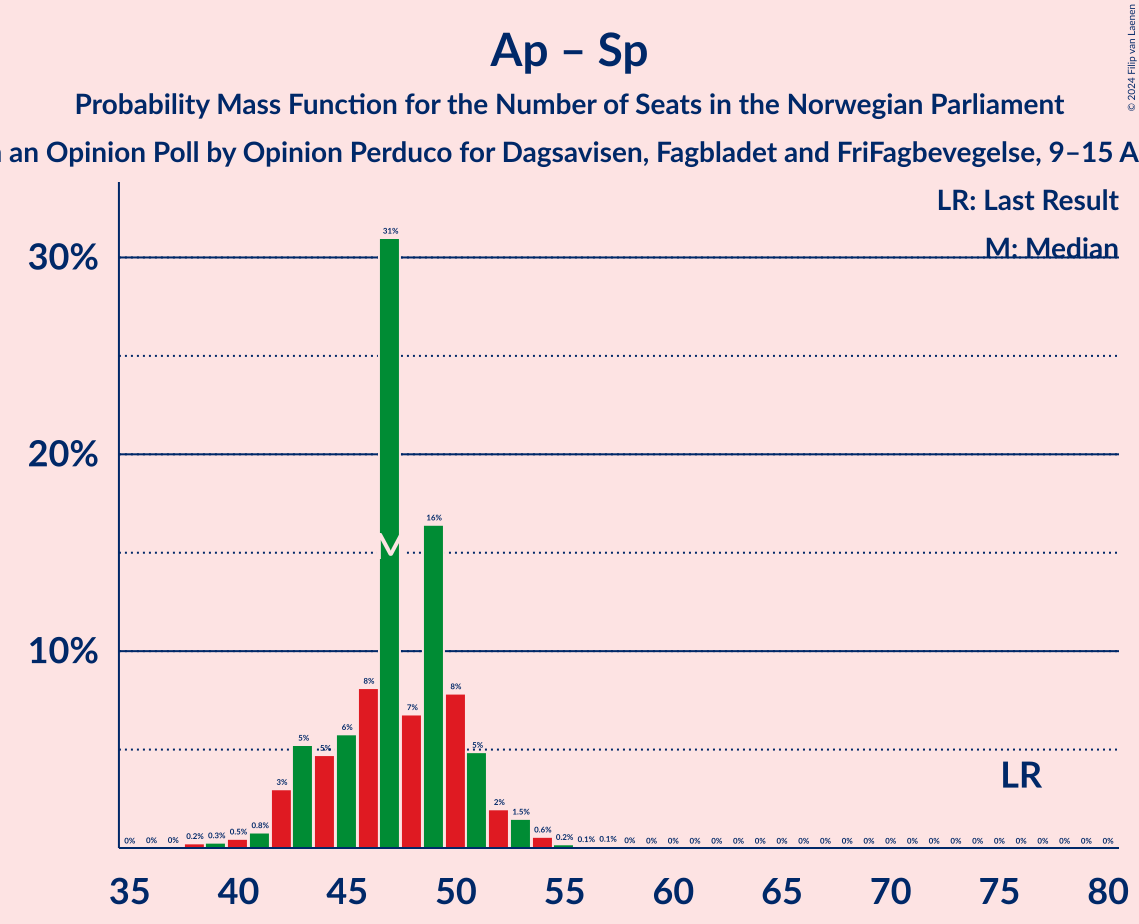 Ap – Sp
Probability Mass Function for the Number of Seats in the Norwegian Parliament
an Opinion Poll by Opinion Perduco for Dagsavisen, Fagbladet and FriFagbevegelse, 9–15 A
© 2024 Filip van Laenen
LR: Last Result
M: Median
30%
20%
10%
0% 0% 0% 0.2% 0.3% 0.5% 0.8% 3% 5% 5% 6% 8% 31% 7% 16% 8% 5% 2% 1.5% 0.6% 0.2% 0.1% 0.1% 0% 0% 0% 0% 0% 0% 0% 0% 0% 0% 0% 0% 0% 0% 0% 0% 0% 0% 0% 0% 0% 0% 0%
M
LR
35 40 45 50 55 60 65 70 75 80